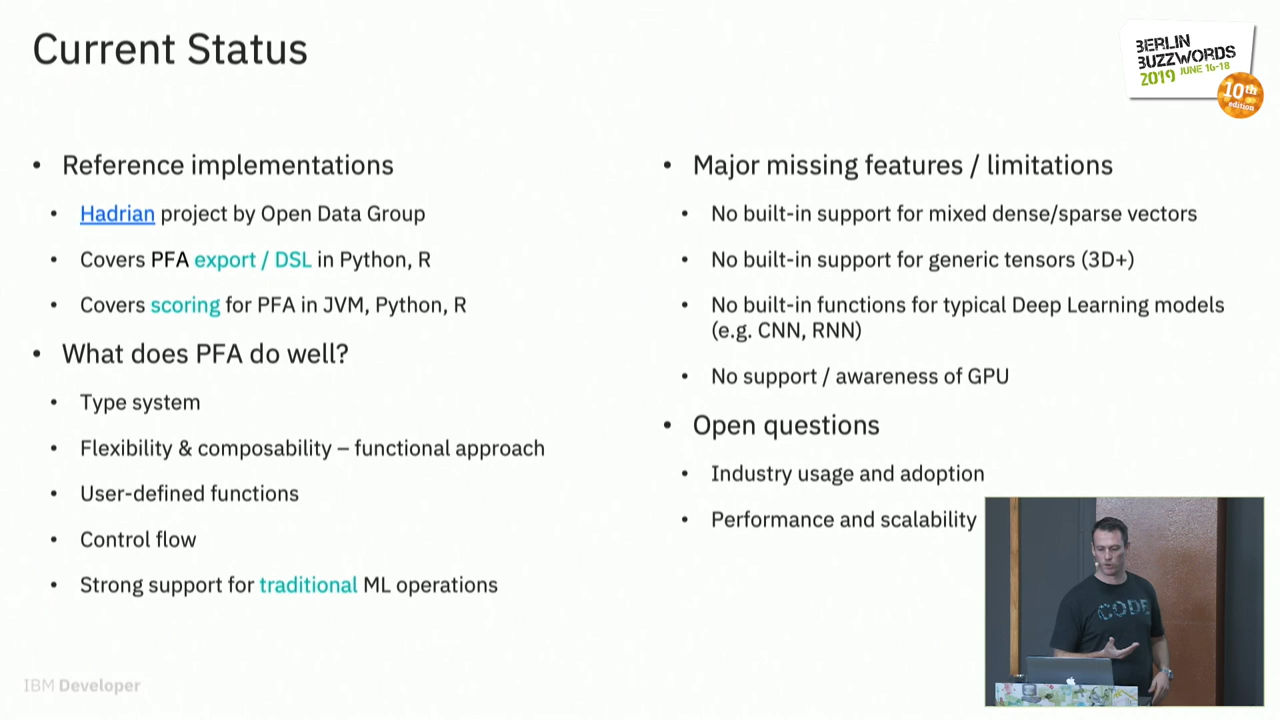 Current Status
BERLIN
BUZZWORDS
2019 JUNE 16-18
10th
edition
• Reference implementations
• Hadrian project by Open Data Group
• Covers PFA export / DSL in Python, R
• Covers scoring for PFA in JVM, Python, R
• What does PFA do well?
• Type system
• Flexibility & composability – functional approach
• User-defined functions
• Control flow
• Strong support for traditional ML operations
• Major missing features / limitations
• No built-in support for mixed dense/sparse vectors
• No built-in support for generic tensors (3D+)
• No built-in functions for typical Deep Learning models
(e.g. CNN, RNN)
• No support / awareness of GPU
• Open questions
• Industry usage and adoption
• Performance and scalability
CODE
IBM Developer